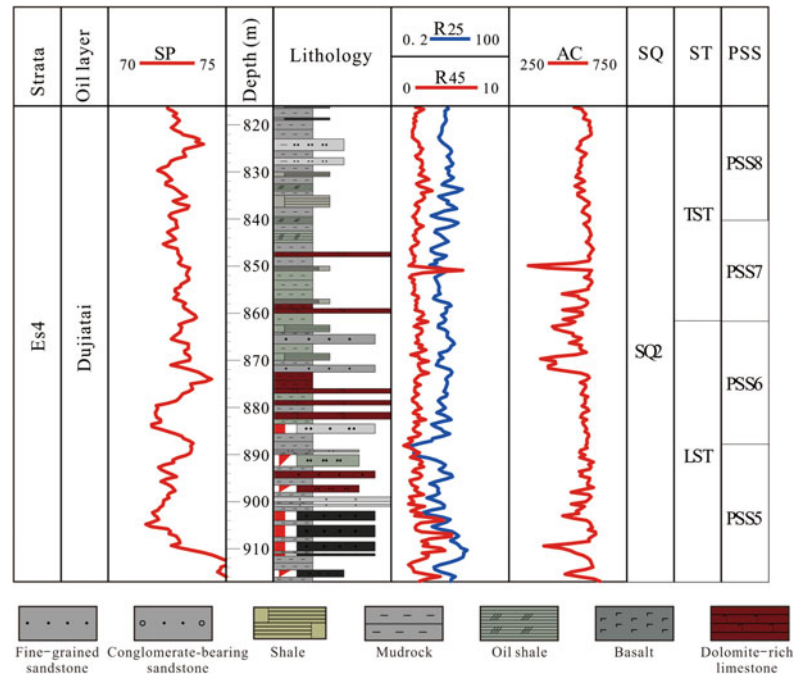 Strata
Oil layer
SP
70 75
Depth (m)
Lithology
R25
0. 2 100
R45
0 10
AC
250 750
SQ
ST
PSS
Es4
Dujiatai
820
830
840
850
860
870
880
890
900
910
SQ2
TST
LST
PSS8
PSS7
PSS6
PSS5
Fine-grained
sandstone
Conglomerate-bearing
sandstone
Shale
Mudrock
Oil shale
Basalt
Dolomite-rich
limestone